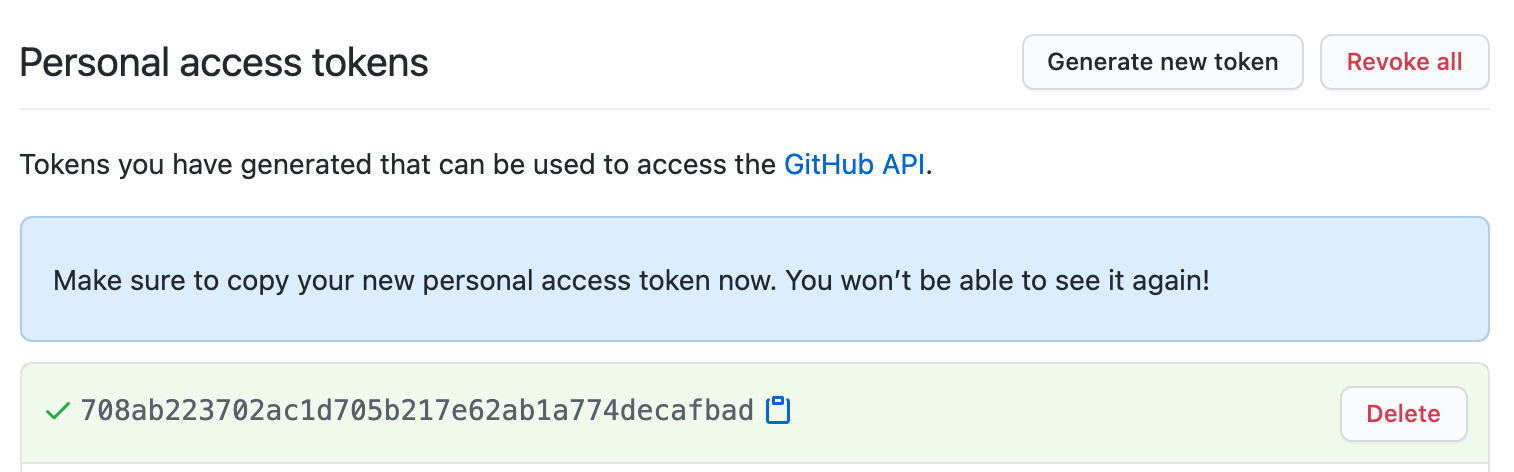 Personal access tokens
Generate new token
Revoke all
Tokens you have generated that can be used to access the GitHub API.
Make sure to copy your new personal access token now. You won’t be able to see it again!
708ab223702ac1d705b217e62ab1a774decafbad
Delete